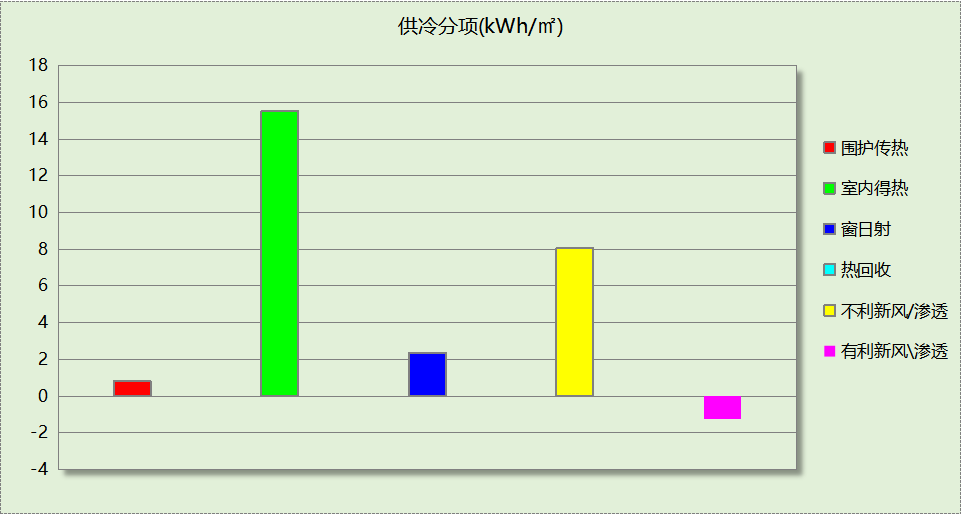 供冷分项(kWh/㎡)
18
16
14
12
10
8
6
4
2
0
-2
-4
围护传热
室内得热
窗日射
热回收
不利新风/渗透
有利新风\渗透